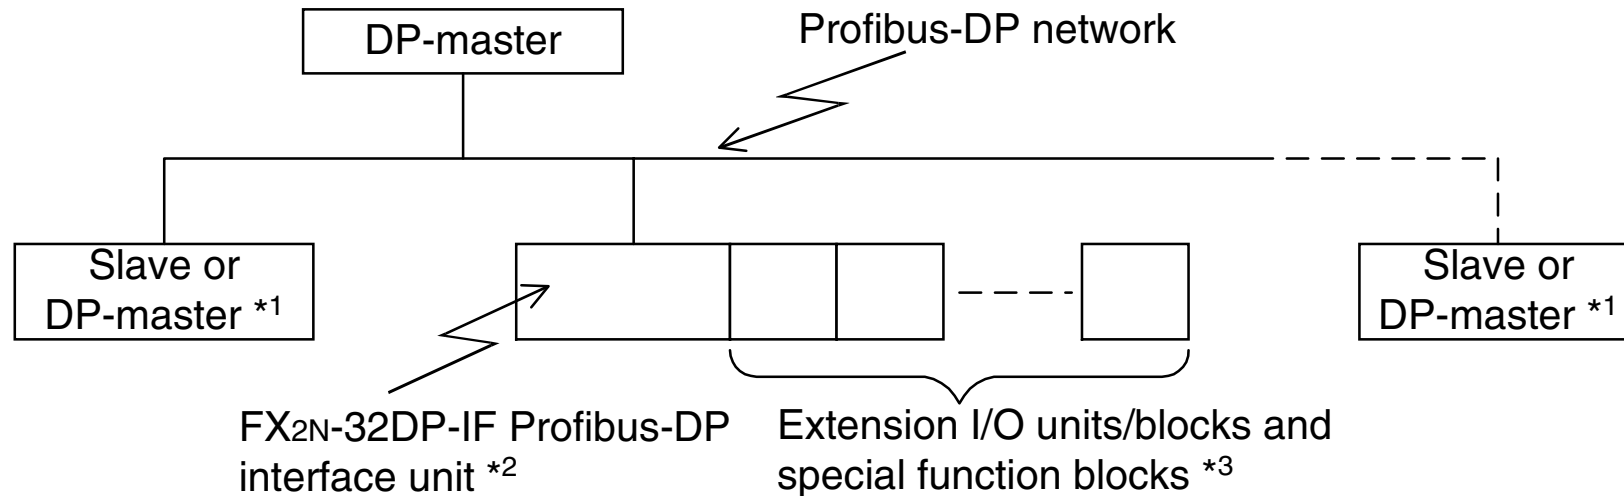 DP-master
Profibus-DP network
Slave or
DP-master *1
Slave or
DP-master *1
FX2N-32DP-IF Profibus-DP
interface unit *2
Extension I/O units/blocks and
special function blocks *3